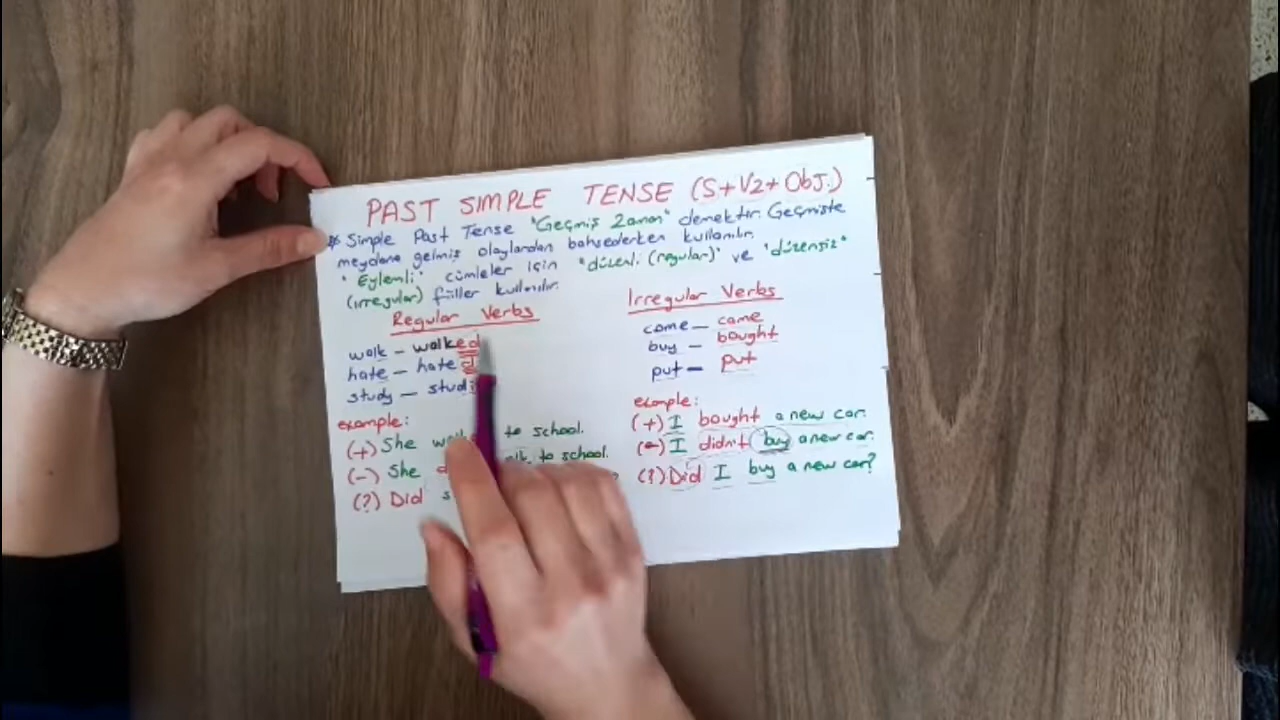 PAST SIMPLE TENSE (S+V2+Obj.)
* Simple Past Tense "Geçmiş Zaman" demektir. Geçmişte
meydana gelmiş olaylardan bahsederken kullanılır.
"Eylemli" cümleler için "düzenli (regular)" ve "düzensiz"
(irregular) fiiller kullanılır.
Regular Verbs
walk - walked
hate - hated
study - studi
example:
(+) She to school.
(-) She to school.
(?) Did
Irregular Verbs
come - came
buy - bought
put - put
example:
(+) I bought a new car.
(-) I didn't buy a new car.
(?) Did I buy a new car?